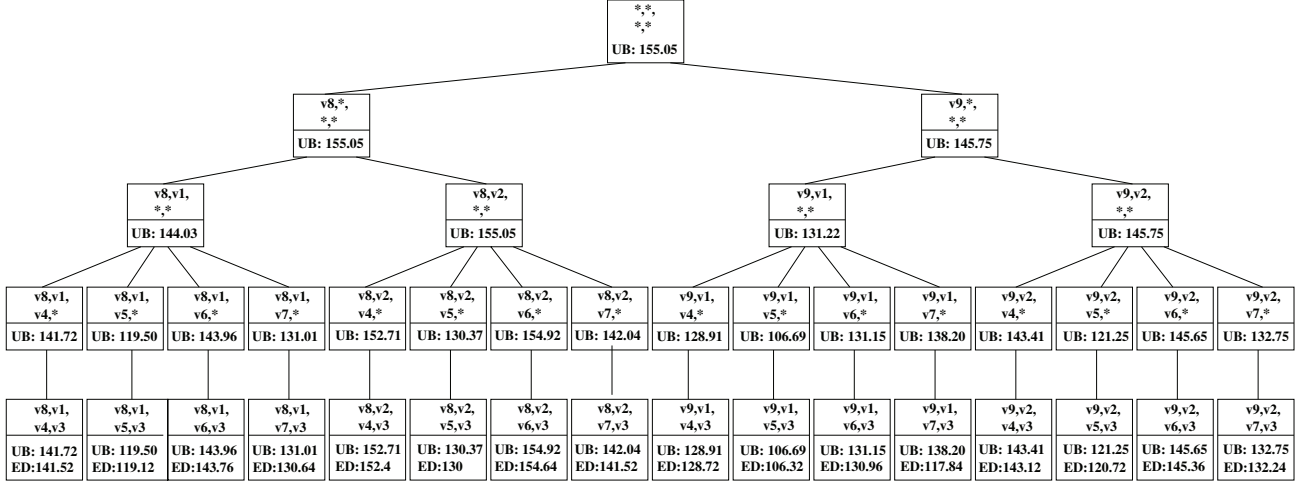 *,*,
*,*
UB: 155.05
v8,*,
*,*
UB: 155.05
v9,*,
*,*
UB: 145.75
v8,v1,
*,*
UB: 144.03
v8,v2,
*,*
UB: 155.05
v9,v1,
*,*
UB: 131.22
v9,v2,
*,*
UB: 145.75
v8,v1,
v4,*
UB: 141.72
v8,v1,
v5,*
UB: 119.50
v8,v1,
v6,*
UB: 143.96
v8,v1,
v7,*
UB: 131.01
v8,v2,
v4,*
UB: 152.71
v8,v2,
v5,*
UB: 130.37
v8,v2,
v6,*
UB: 154.92
v8,v2,
v7,*
UB: 142.04
v9,v1,
v4,*
UB: 128.91
v9,v1,
v5,*
UB: 106.69
v9,v1,
v6,*
UB: 131.15
v9,v1,
v7,*
UB: 138.20
v9,v2,
v4,*
UB: 143.41
v9,v2,
v5,*
UB: 121.25
v9,v2,
v6,*
UB: 145.65
v9,v2,
v7,*
UB: 132.75
v8,v1,
v4,v3
UB: 141.72
ED:141.52
v8,v1,
v5,v3
UB: 119.50
ED:119.12
v8,v1,
v6,v3
UB: 143.96
ED:143.76
v8,v1,
v7,v3
UB: 131.01
ED:130.64
v8,v2,
v4,v3
UB: 152.71
ED:152.4
v8,v2,
v5,v3
UB: 130.37
ED:130
v8,v2,
v6,v3
UB: 154.92
ED:154.64
v8,v2,
v7,v3
UB: 142.04
ED:141.52
v9,v1,
v4,v3
UB: 128.91
ED:128.72
v9,v1,
v5,v3
UB: 106.69
ED:106.32
v9,v1,
v6,v3
UB: 131.15
ED:130.96
v9,v1,
v7,v3
UB: 138.20
ED:117.84
v9,v2,
v4,v3
UB: 143.41
ED:143.12
v9,v2,
v5,v3
UB: 121.25
ED:120.72
v9,v2,
v6,v3
UB: 145.65
ED:145.36
v9,v2,
v7,v3
UB: 132.75
ED:132.24